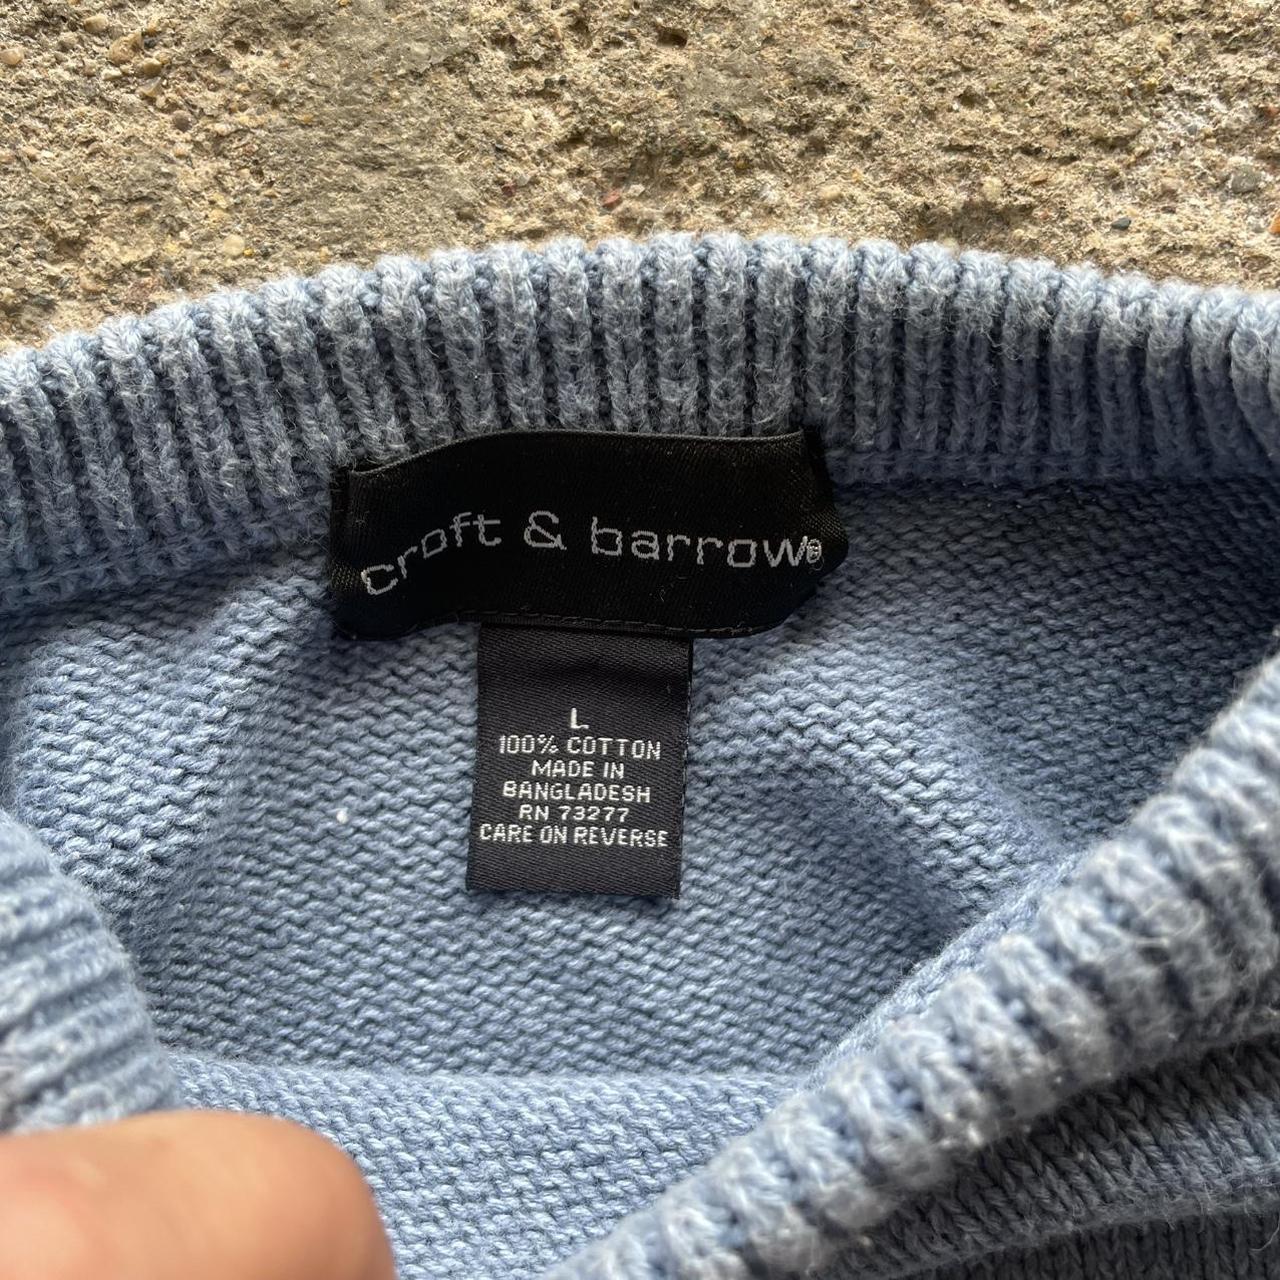 croft & barrow®
L
100% COTTON
MADE IN
BANGLADESH
RN 73277
CARE ON REVERSE